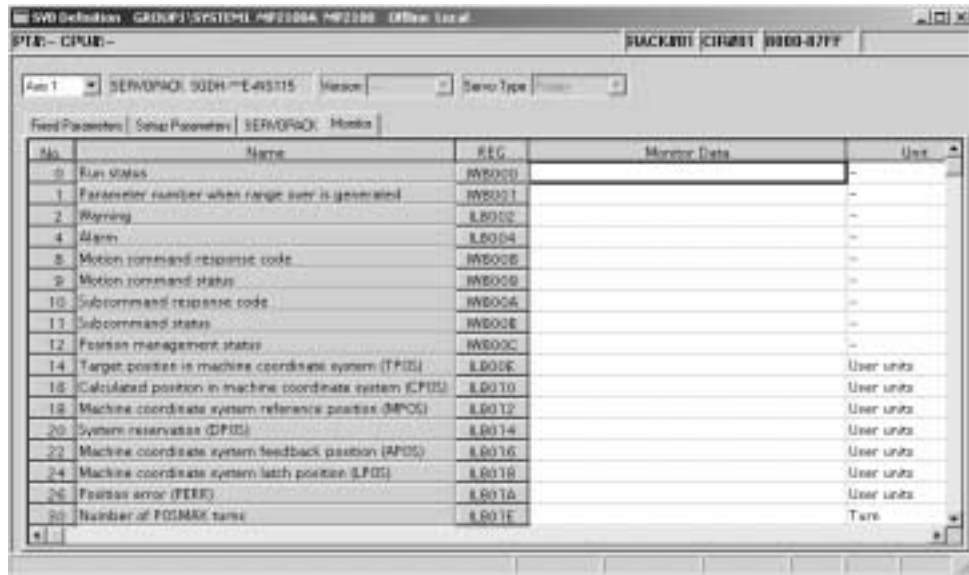 SVD Definition GROUP1\SYSTEM1 MP2100A MP2100 Offline Local
PT#:- CPU#:- RACK#01 CIR#01 8000-87FF
Axis 1 SERVOPACK SGDH-***E-NS115 Version Servo Type
Fixed Parameters Setup Parameters SERVOPACK Monitor
No. Name REG Monitor Data Unit
0 Run status IW8000 -
1 Parameter number when range over is generated IW8001 -
2 Warning IL8002 -
4 Alarm IL8004 -
8 Motion command response code IW8008 -
9 Motion command status IW8009 -
10 Subcommand response code IW800A -
11 Subcommand status IW800B -
12 Position management status IW800C -
14 Target position in machine coordinate system (TPOS) IL800E User units
16 Calculated position in machine coordinate system (CPOS) IL8010 User units
18 Machine coordinate system reference position (MPOS) IL8012 User units
20 System reservation (DPOS) IL8014 User units
22 Machine coordinate system feedback position (APOS) IL8016 User units
24 Machine coordinate system latch position (LPOS) IL8018 User units
26 Position error (PERR) IL801A User units
30 Number of POSMAX turns IL801E Turn